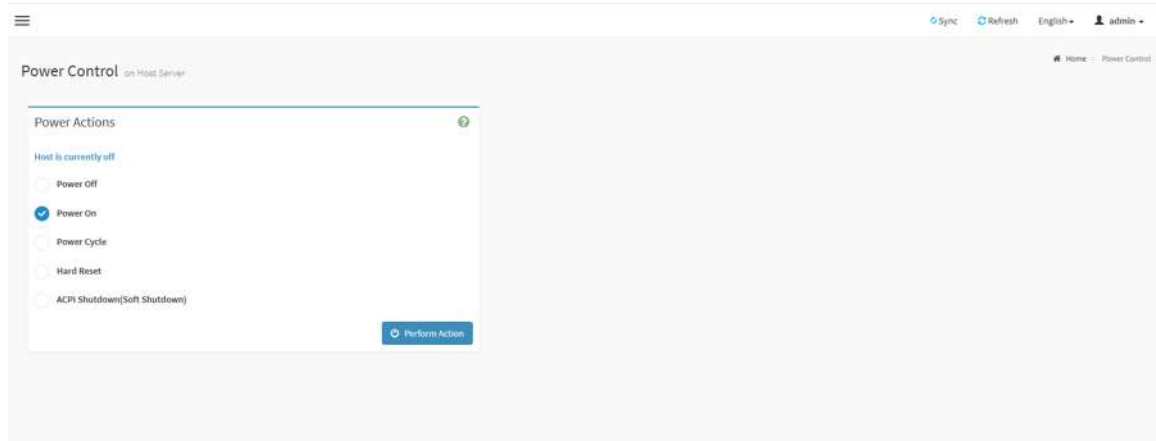 Sync Refresh English admin
Home Power Control
Power Control on Host Server
Power Actions
Host is currently off
Power Off
Power On
Power Cycle
Hard Reset
ACPI Shutdown(Soft Shutdown)
Perform Action